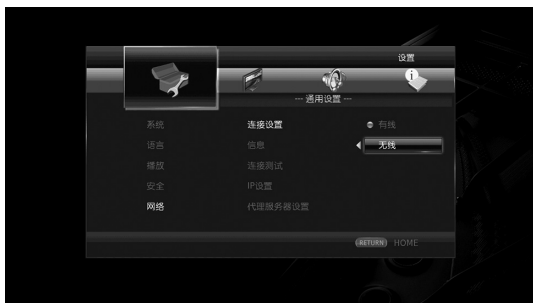 设置
--- 通用设置 ---
系统 连接设置 有线
语言 信息 无线
播放 连接测试
安全 IP设置
网络 代理服务器设置
RETURN HOME